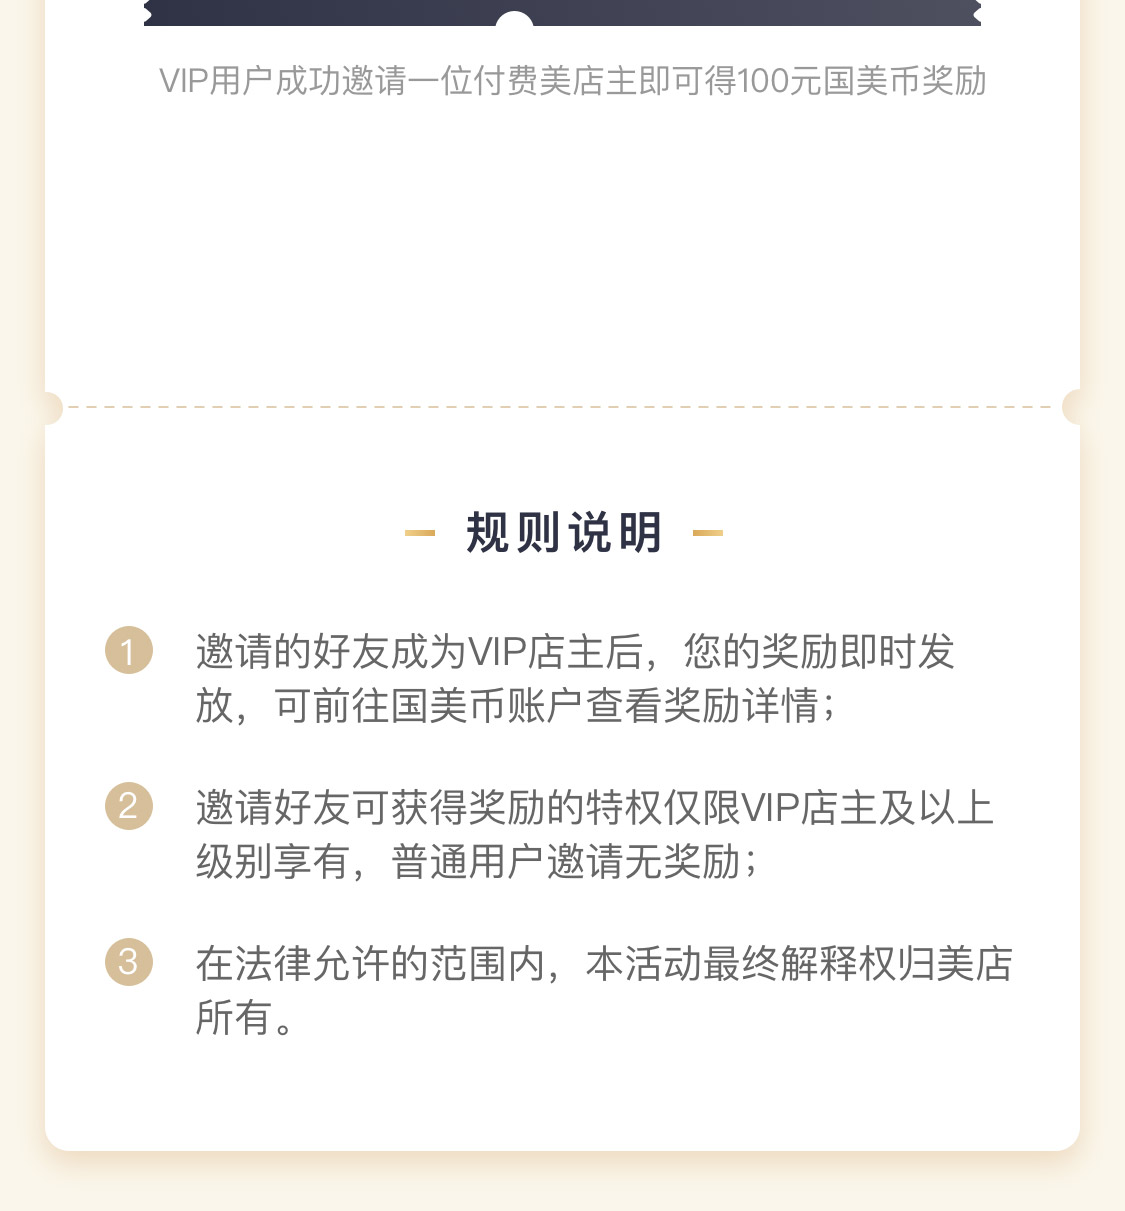 VIP用户成功邀请一位付费美店主即可得100元国美币奖励
规则说明
1 邀请的好友成为VIP店主后，您的奖励即时发
放，可前往国美币账户查看奖励详情；
2 邀请好友可获得奖励的特权仅限VIP店主及以上
级别享有，普通用户邀请无奖励；
3 在法律允许的范围内，本活动最终解释权归美店
所有。